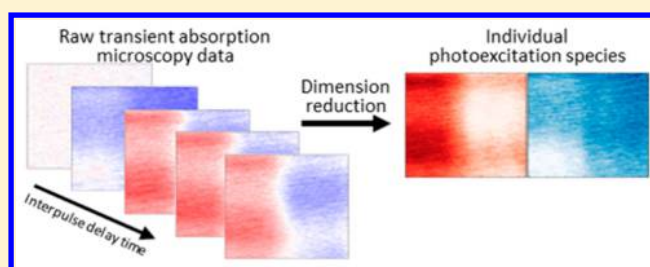 Raw transient absorption
microscopy data
Interpulse delay time
Dimension
reduction
Individual
photoexcitation species